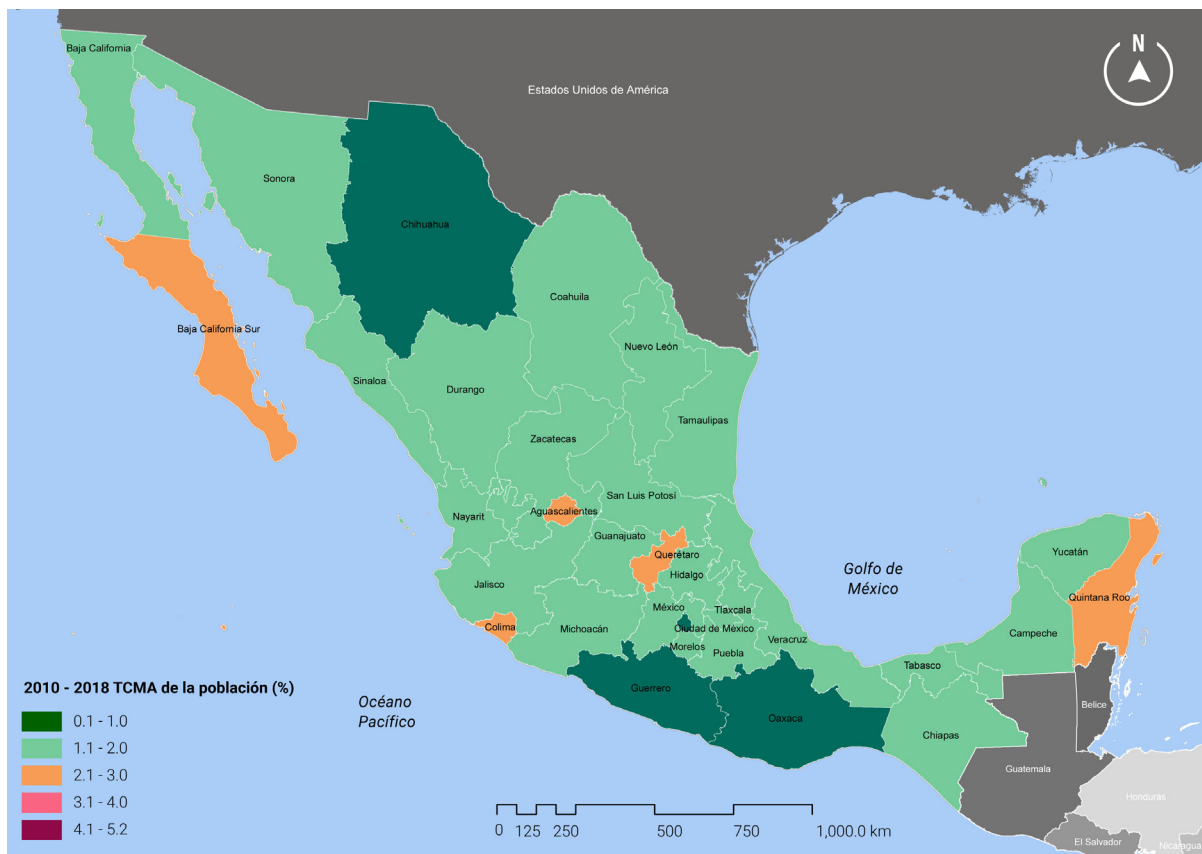 N
Baja California
Estados Unidos de América
Sonora
Chihuahua
Coahuila
Baja California Sur
Nuevo León
Sinaloa
Durango
Tamaulipas
Zacatecas
San Luis Potosí
Aguascalientes
Nayarit
Guanajuato
Querétaro
Yucatán
Golfo de
México
Hidalgo
Jalisco
Quintana Roo
México
Tlaxcala
Colima
Michoacán
Ciudad de México
Campeche
Veracruz
Morelos
Puebla
Tabasco
2010 - 2018 TCMA de la población (%)
Guerrero
Océano
Pacífico
Oaxaca
Belice
0.1 - 1.0
Chiapas
1.1 - 2.0
Guatemala
2.1 - 3.0
Honduras
3.1 - 4.0
4.1 - 5.2
0 125 250 500 750 1,000.0 km
El Salvador
Nicaragua